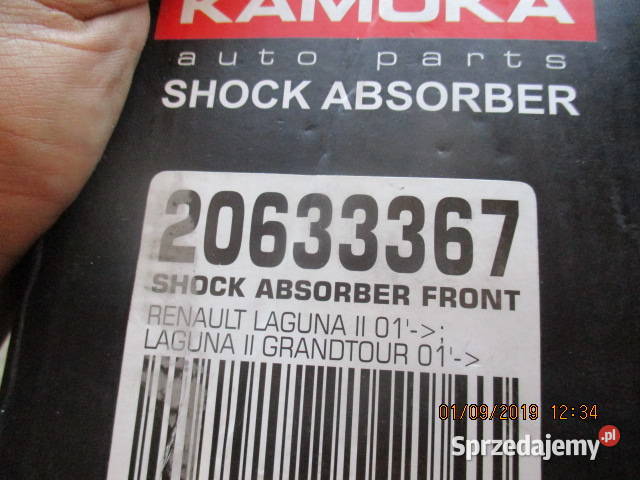 KAMOKA
auto parts
SHOCK ABSORBER
20633367
SHOCK ABSORBER FRONT
RENAULT LAGUNA II 01'->;
LAGUNA II GRANDTOUR 01'->
01/09/2019 12:34
Sprzedajemy.pl